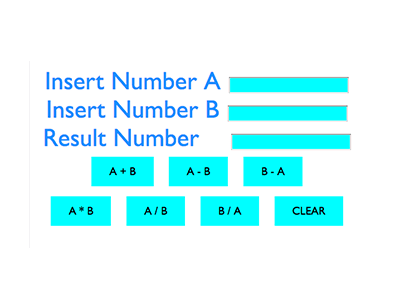 Insert Number A
Insert Number B
Result Number
A + B A - B B - A
A * B A / B B / A CLEAR